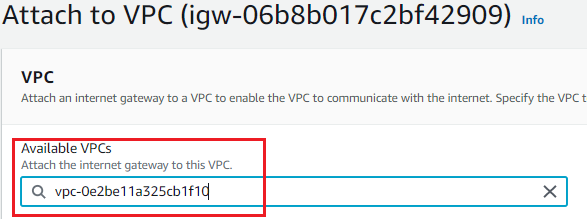 Attach to VPC (igw-06b8b017c2bf42909) Info
VPC
Attach an internet gateway to a VPC to enable the VPC to communicate with the internet. Specify the VPC t
Available VPCs
Attach the internet gateway to this VPC.
vpc-0e2be11a325cb1f10